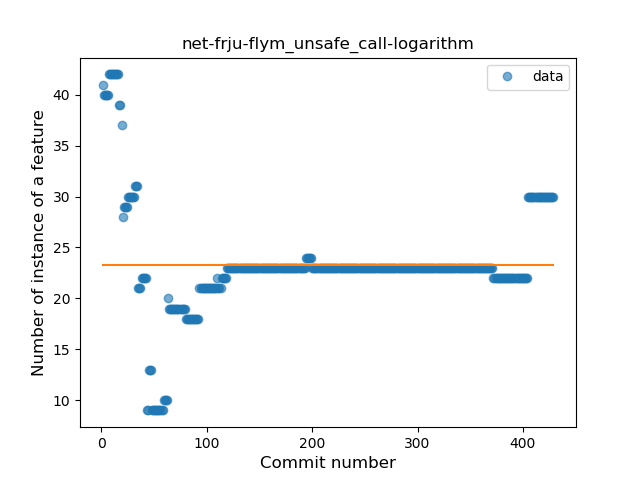 net-frju-flym_unsafe_call-logarithm
data
Number of instance of a feature
40
35
30
25
20
15
10
0 100 200 300 400
Commit number